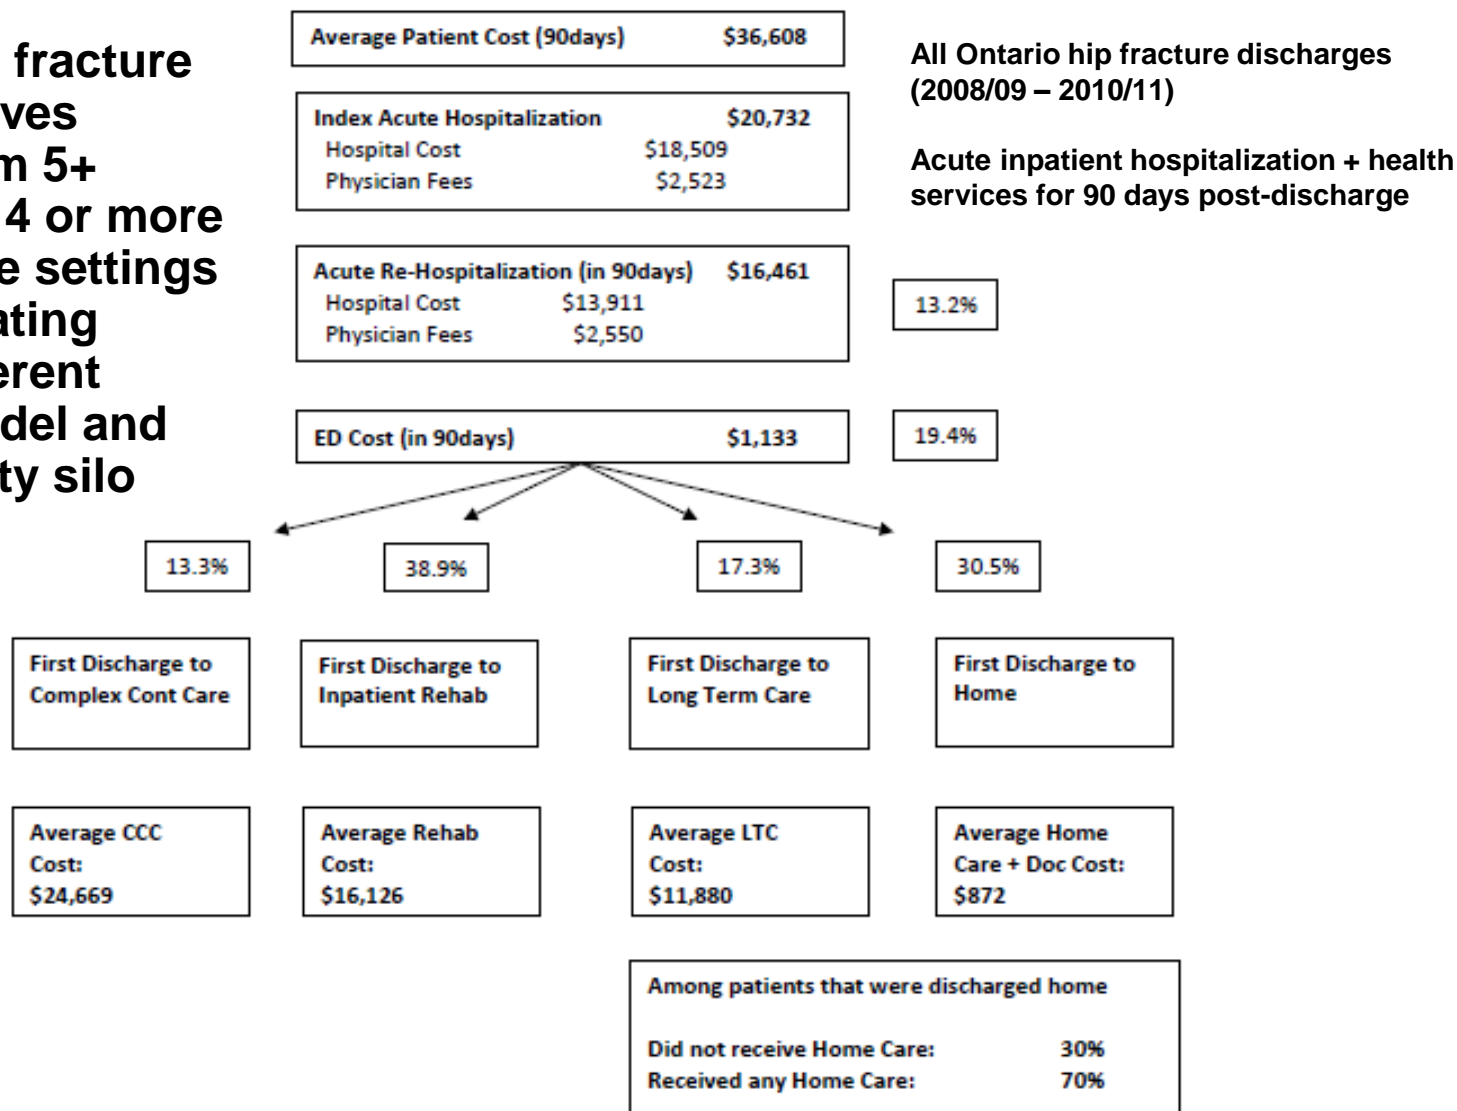 fracture
ves
m 5+
4 or more
e settings
ating
erent
del and
ty silo
Average Patient Cost (90days) $36,608
Index Acute Hospitalization $20,732
Hospital Cost $18,509
Physician Fees $2,523
Acute Re-Hospitalization (in 90days) $16,461
Hospital Cost $13,911
Physician Fees $2,550
13.2%
ED Cost (in 90days) $1,133
19.4%
All Ontario hip fracture discharges
(2008/09 – 2010/11)
Acute inpatient hospitalization + health
services for 90 days post-discharge
13.3%
38.9%
17.3%
30.5%
First Discharge to
Complex Cont Care
First Discharge to
Inpatient Rehab
First Discharge to
Long Term Care
First Discharge to
Home
Average CCC
Cost:
$24,669
Average Rehab
Cost:
$16,126
Average LTC
Cost:
$11,880
Average Home
Care + Doc Cost:
$872
Among patients that were discharged home
Did not receive Home Care: 30%
Received any Home Care: 70%